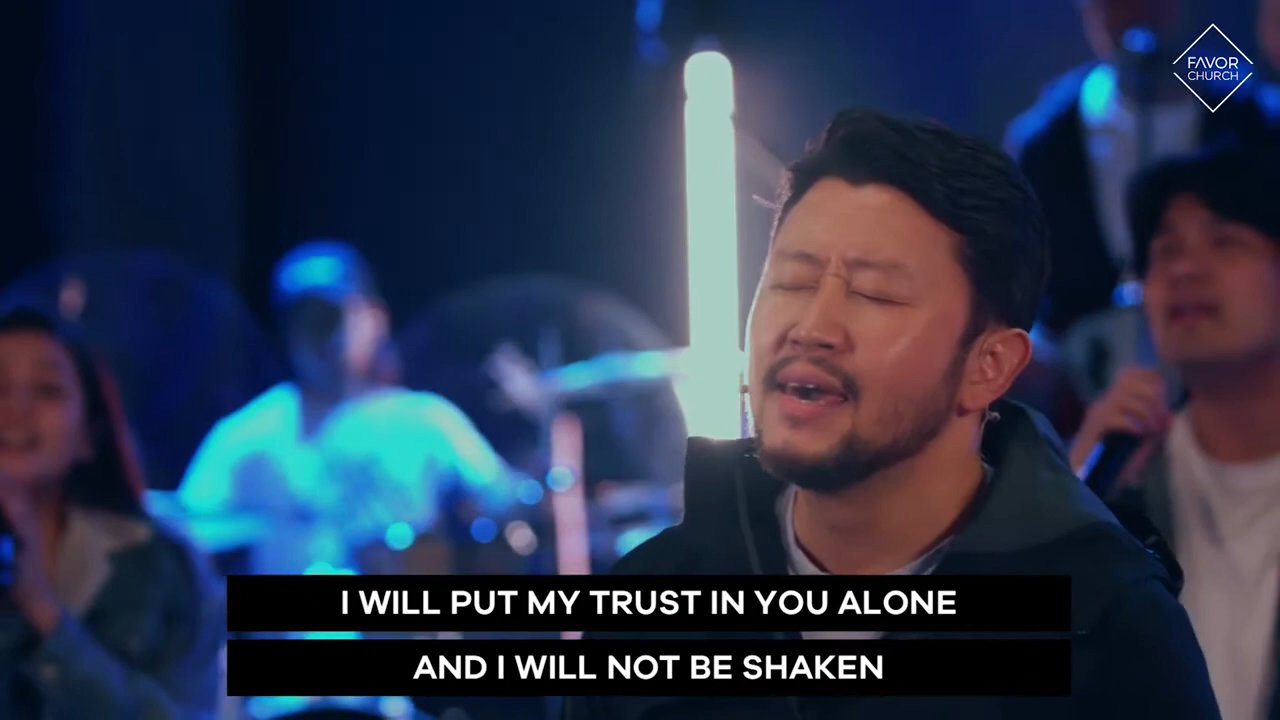 FAVOR
CHURCH
I WILL PUT MY TRUST IN YOU ALONE
AND I WILL NOT BE SHAKEN